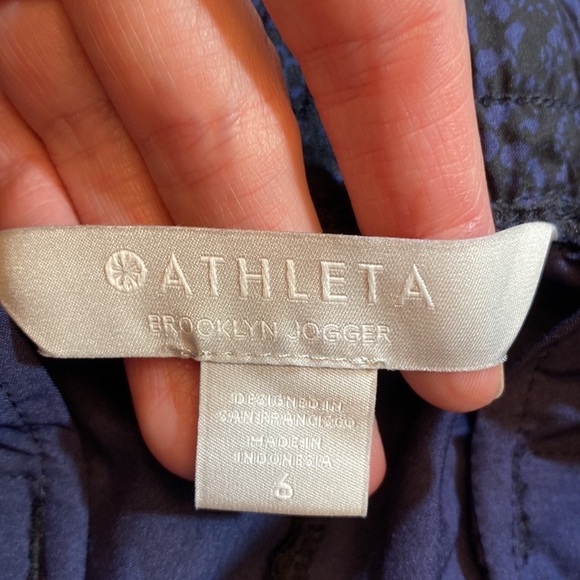 ATHLETA
BROOKLYN JOGGER
DESIGNED IN
SAN FRANCISCO
MADE IN
INDONESIA
6